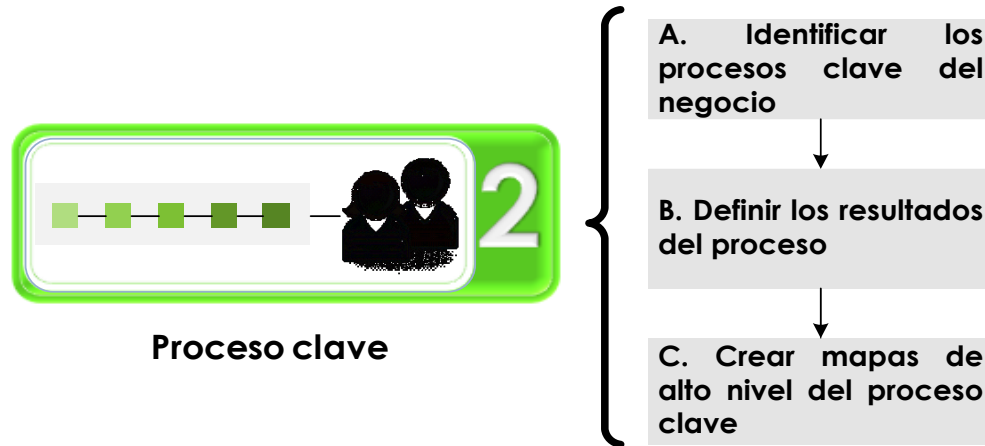 2
Proceso clave
A. Identificar los
procesos clave del
negocio
B. Definir los resultados
del proceso
C. Crear mapas de
alto nivel del proceso
clave